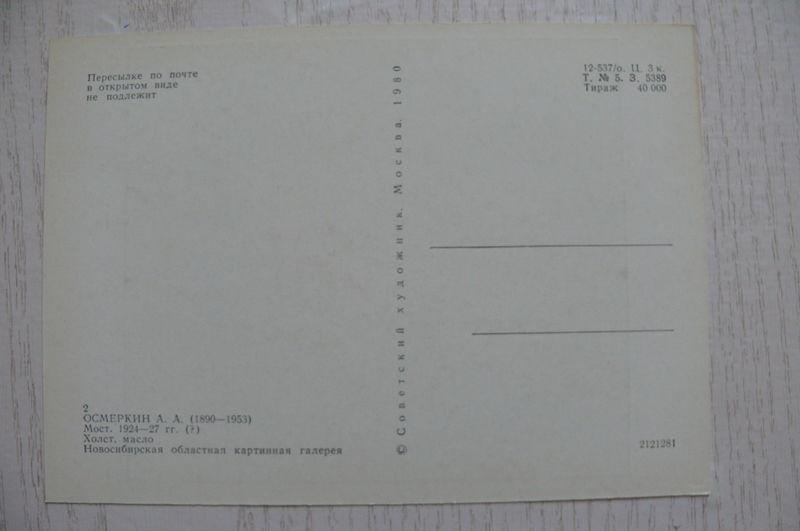 Пересылке по почте
в открытом виде
не подлежит
12-537/о. Ц. 3 к.
Т. № 5. З. 5389
Тираж 40 000
© Советский художник. Москва. 1980
2
ОСМЕРКИН А. А. (1890—1953)
Мост. 1924—27 гг. (?)
Холст, масло
Новосибирская областная картинная галерея
2121281